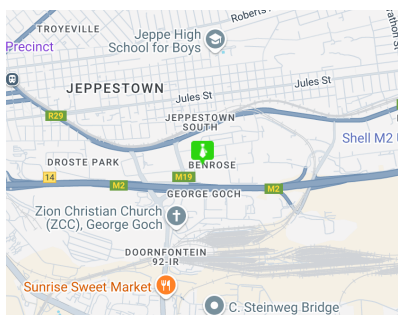 Roberts
TROYEVILLE
Precinct
Jeppe High
School for Boys
JEPPESTOWN
Jules St
Jules St
R29
JEPPESTOWN
SOUTH
Shell M2
DROSTE PARK
BENROSE
14
M2
M19
M2
GEORGE GOCH
Zion Christian Church
(ZCC), George Goch
DOORNFONTEIN
92-IR
Sunrise Sweet Market
C. Steinweg Bridge